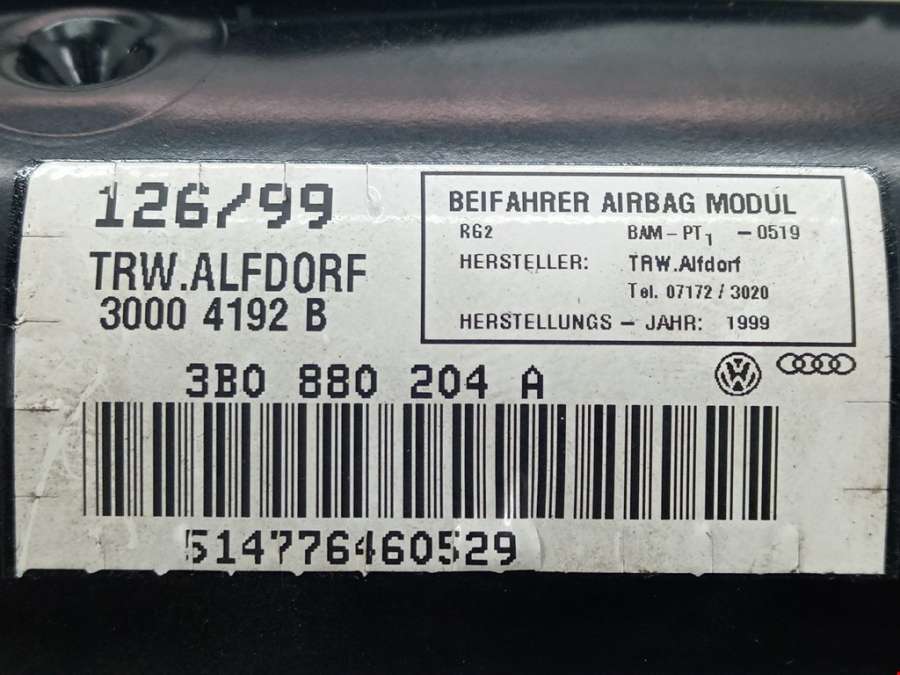 126/99
TRW.ALFDORF
3000 4192 B
BEIFAHRER AIRBAG MODUL
RG2 BAM-PT1 -0519
HERSTELLER: TRW.Alfdorf
Tel. 07172/3020
HERSTELLUNGS - JAHR: 1999
3B0 880 204 A
514776460529